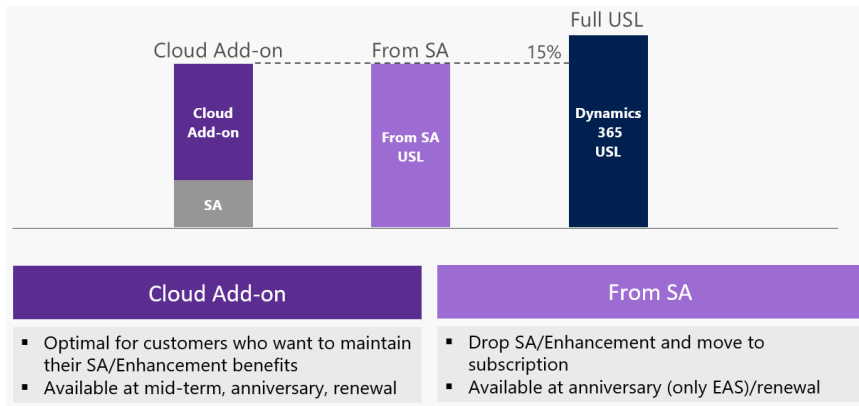 Full USL
Cloud Add-on
From SA
15%
Cloud
Add-on
SA
From SA
USL
Dynamics
365
USL
Cloud Add-on
▪ Optimal for customers who want to maintain
their SA/Enhancement benefits
▪ Available at mid-term, anniversary, renewal
From SA
▪ Drop SA/Enhancement and move to
subscription
▪ Available at anniversary (only EAS)/renewal